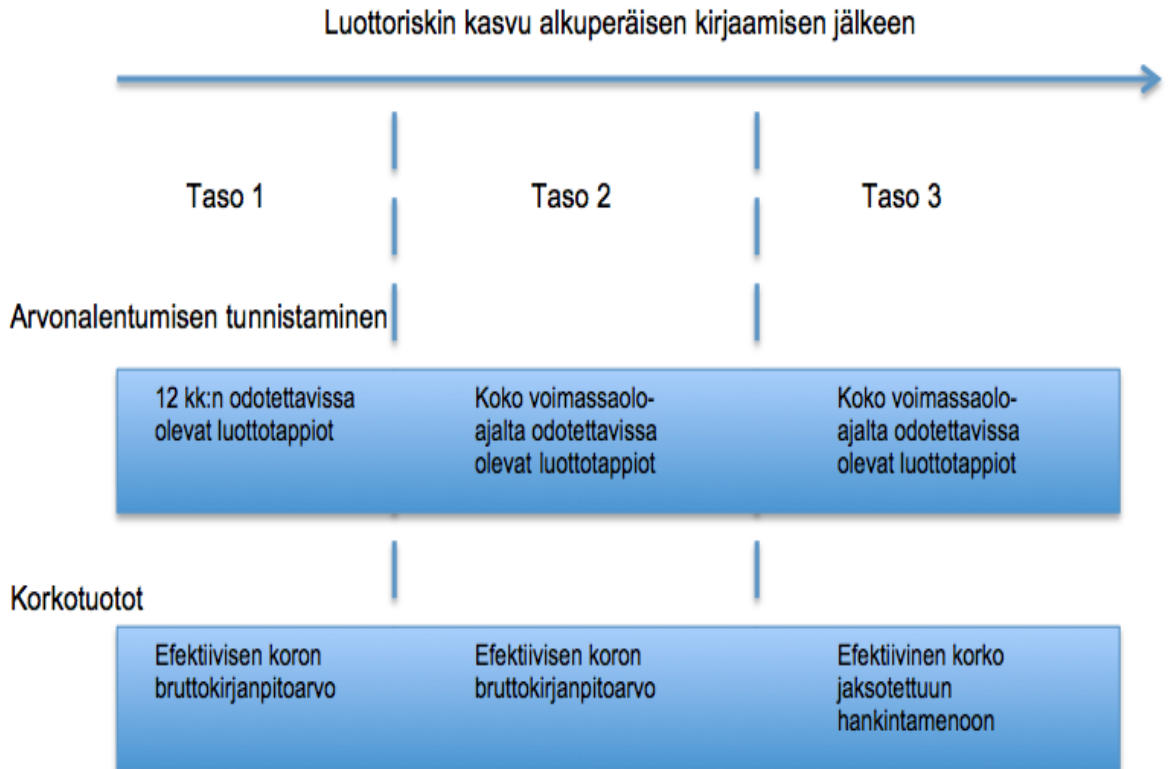 Luottoriskin kasvu alkuperäisen kirjaamisen jälkeen
Taso 1
Taso 2
Taso 3
Arvonalentumisen tunnistaminen
12 kk:n odotettavissa
olevat luottotappiot
Koko voimassaolo-
ajalta odotettavissa
olevat luottotappiot
Koko voimassaolo-
ajalta odotettavissa
olevat luottotappiot
Korkotuotot
Efektiivisen koron
bruttokirjanpitoarvo
Efektiivisen koron
bruttokirjanpitoarvo
Efektiivinen korko
jaksotettuun
hankintamenoon